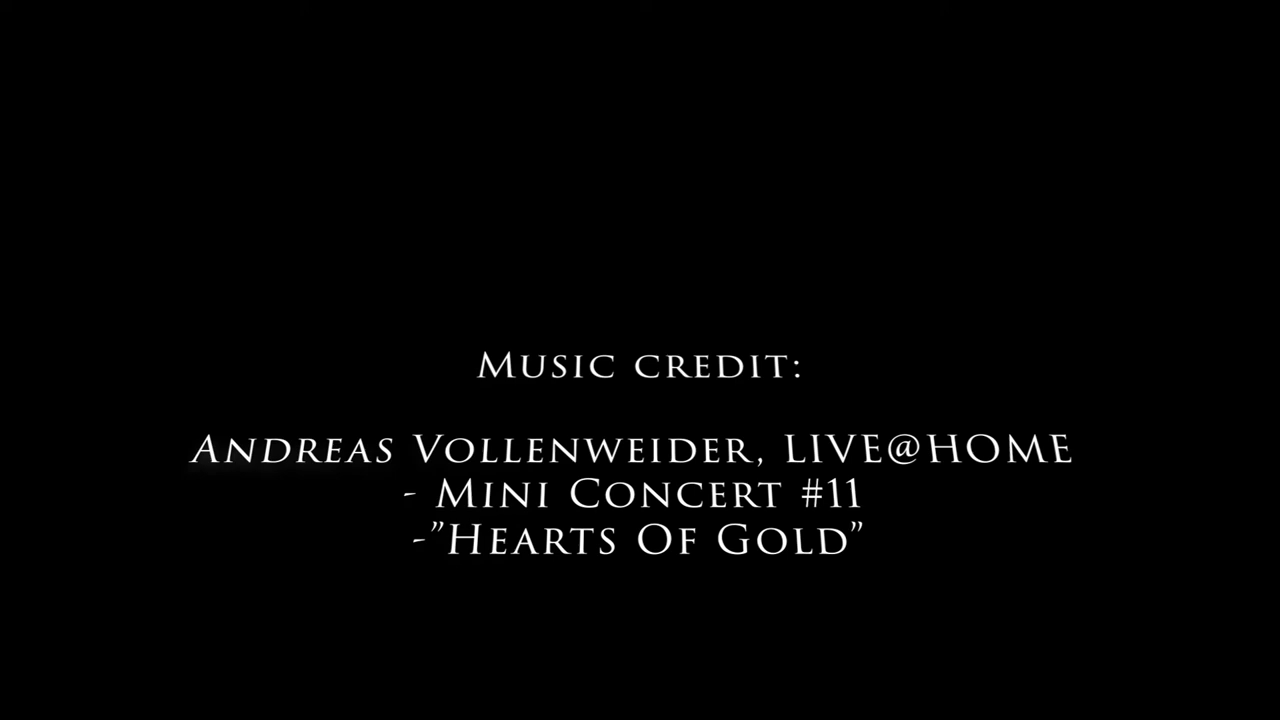 Music credit:
Andreas Vollenweider, LIVE@HOME
- Mini Concert #11
-”Hearts Of Gold”